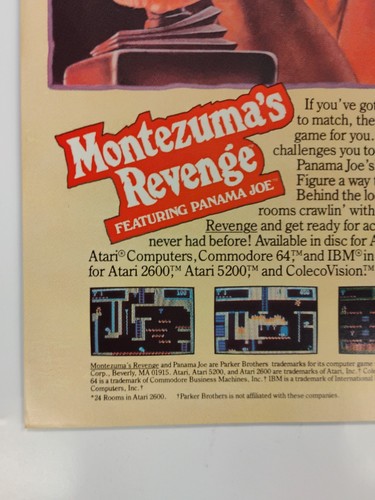 Montezuma's
Revenge
FEATURING PANAMA JOE™
If you've got
to match, the
game for you.
challenges you to
Panama Joe's
Figure a way
Behind the lo
rooms crawlin' with
Revenge and get ready for ac
never had before! Available in disc for A
Atari® Computers, Commodore 64,™ and IBM® in
for Atari 2600,™ Atari 5200,™ and ColecoVision.™
Montezuma's Revenge and Panama Joe are Parker Brothers trademarks for its computer game
Corp., Beverly, MA 01915. Atari, Atari 5200, and Atari 2600 are trademarks of Atari, Inc.† Cole
64 is a trademark of Commodore Business Machines, Inc.† IBM is a trademark of International
Computers, Inc.†
*24 Rooms in Atari 2600. †Parker Brothers is not affiliated with these companies.